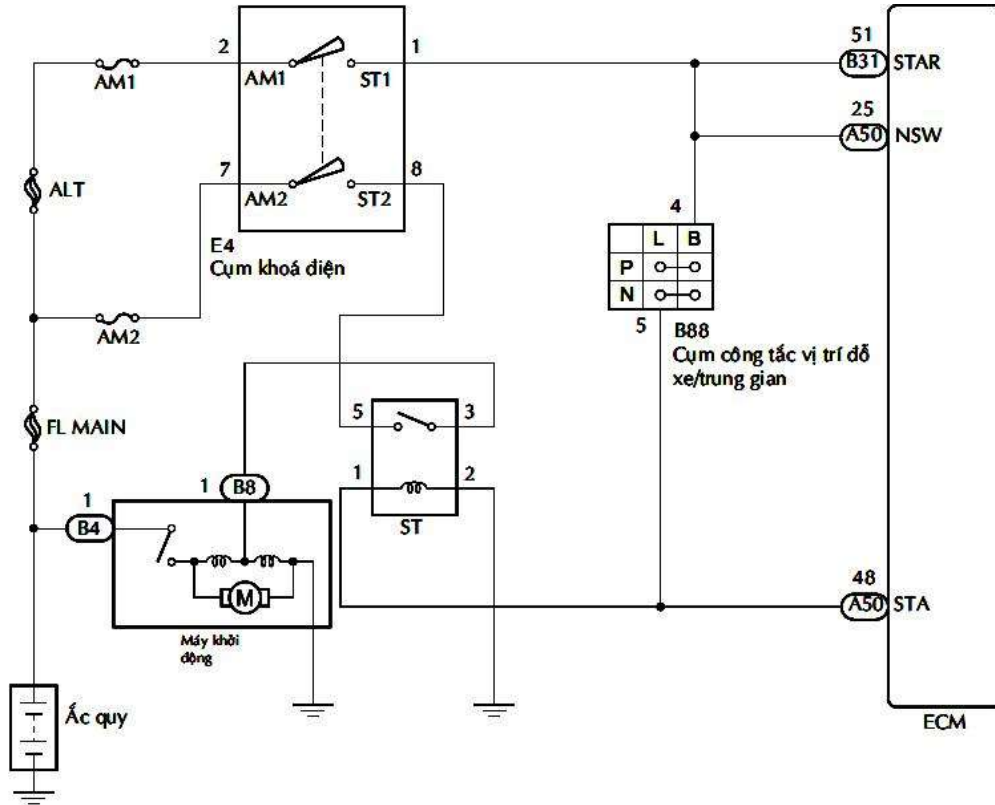 2
1
51
AM1
AM1
ST1
B31
STAR
25
A50
NSW
ALT
7
8
AM2
ST2
4
E4
Cụm khoá điện
L B
P
N
AM2
5
B88
Cụm công tắc vị trí đỗ
xe/trung gian
FL MAIN
5
3
1
2
1
B8
1
B4
ST
M
48
A50
STA
Máy khởi
động
Ắc quy
ECM